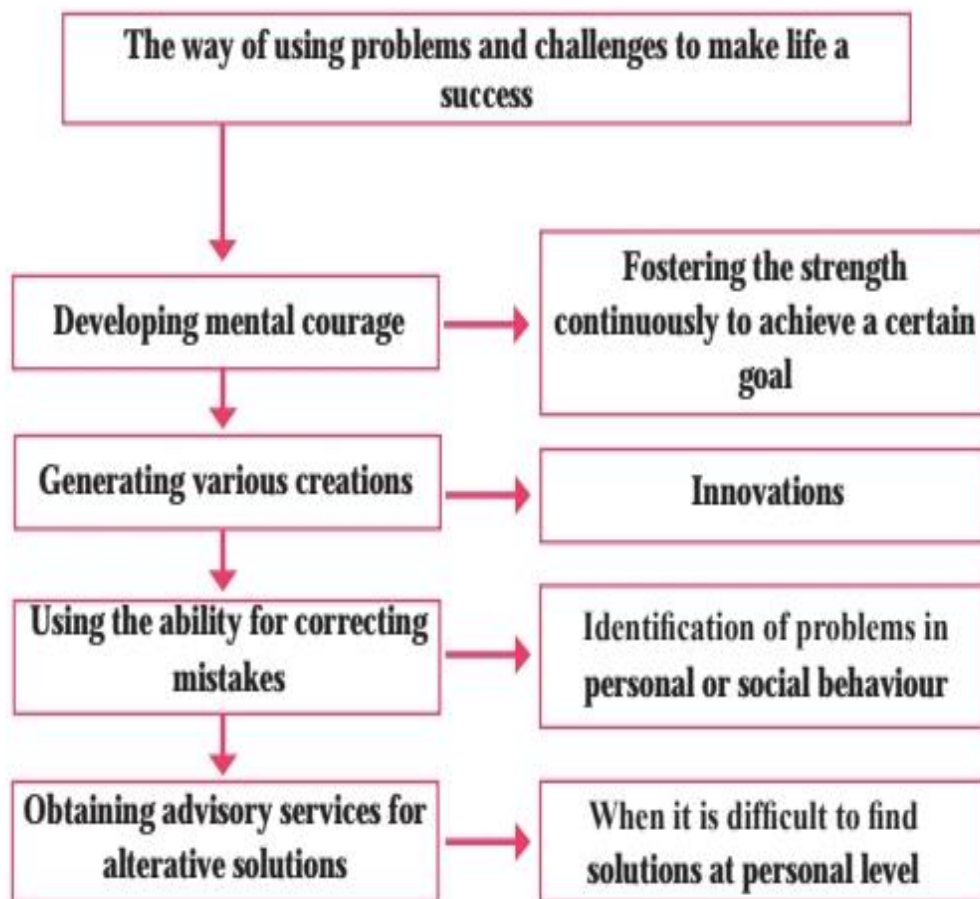 The way of using problems and challenges to make life a
success
Developing mental courage
Fostering the strength
continuously to achieve a certain
goal
Generating various creations
Innovations
Using the ability for correcting
mistakes
Identification of problems in
personal or social behaviour
Obtaining advisory services for
alterative solutions
When it is difficult to find
solutions at personal level